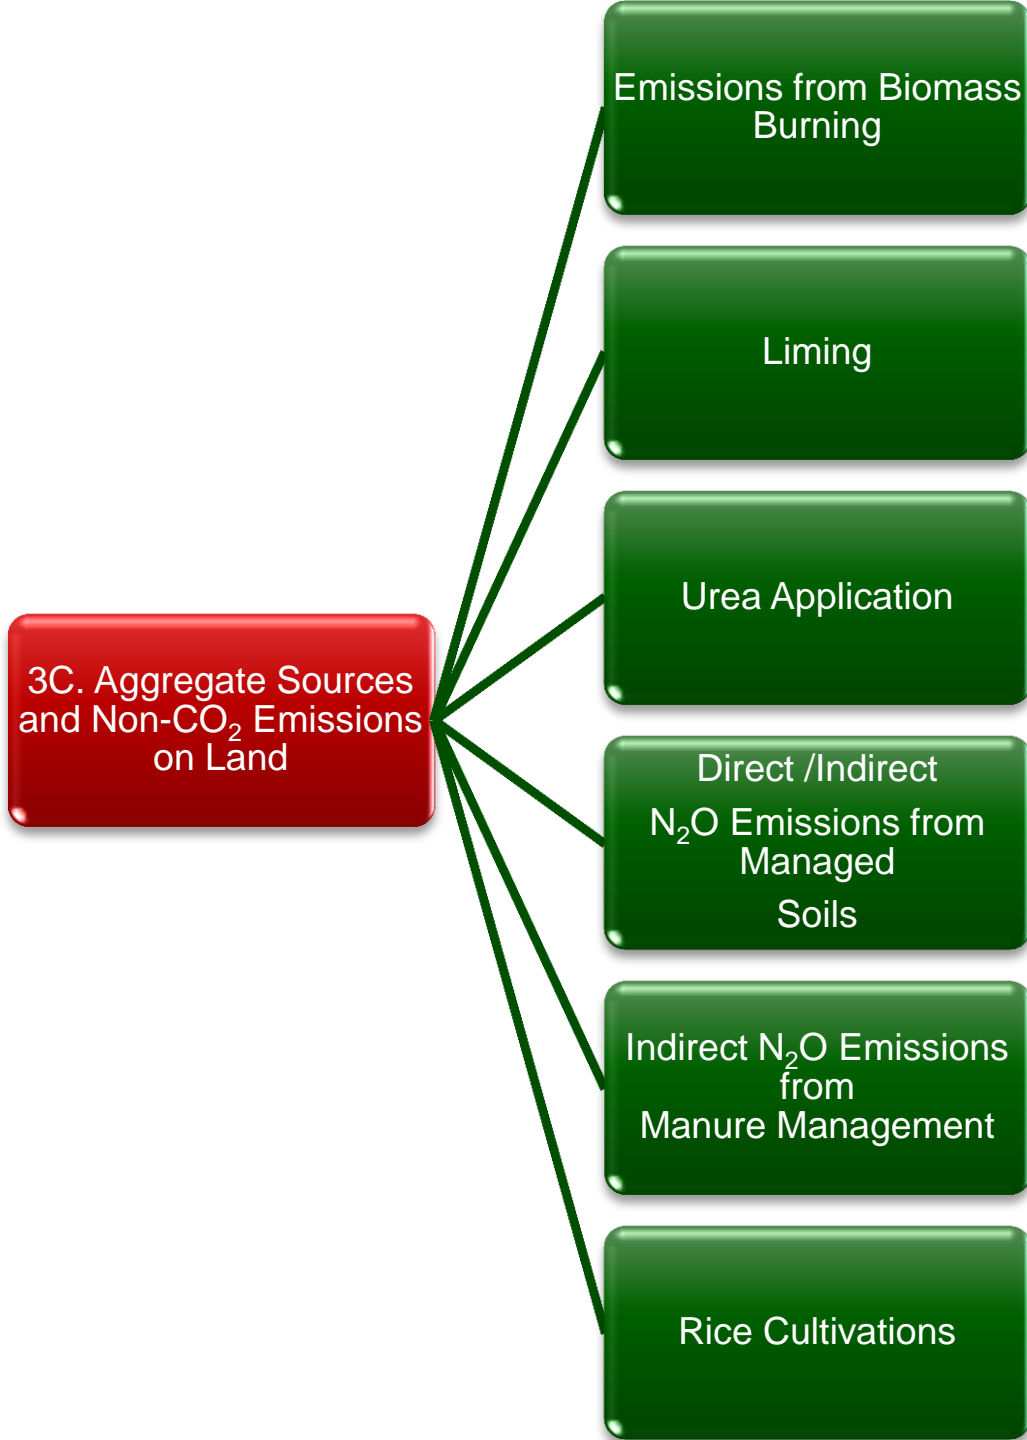 Emissions from Biomass
Burning
Liming
Urea Application
3C. Aggregate Sources
and Non-CO₂ Emissions
on Land
Direct /Indirect
N₂O Emissions from
Managed
Soils
Indirect N₂O Emissions
from
Manure Management
Rice Cultivations